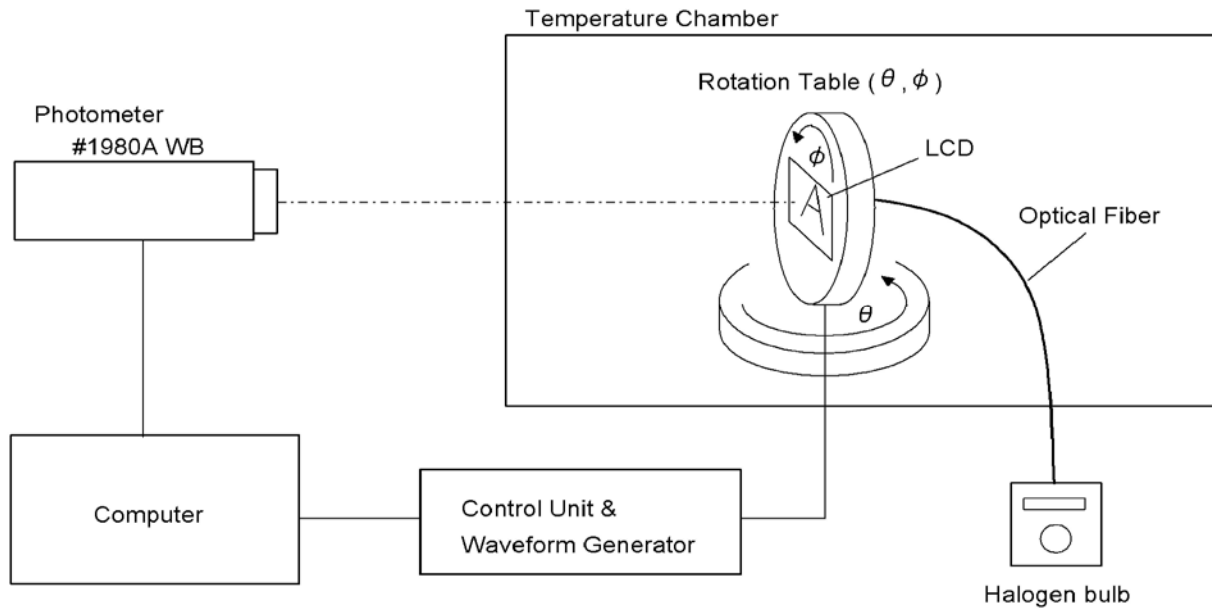 Temperature Chamber
Rotation Table (θ, ϕ)
Photometer
#1980A WB
ϕ
LCD
A
Optical Fiber
θ
Computer
Control Unit &
Waveform Generator
Halogen bulb